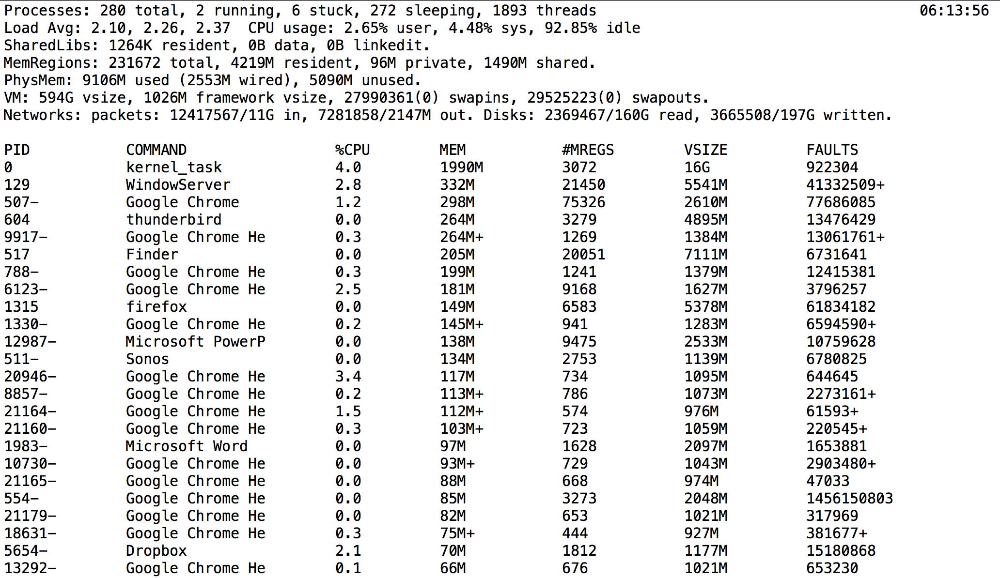 Processes: 280 total, 2 running, 6 stuck, 272 sleeping, 1893 threads 06:13:56
Load Avg: 2.10, 2.26, 2.37  CPU usage: 2.65% user, 4.48% sys, 92.85% idle
SharedLibs: 1264K resident, 0B data, 0B linkedit.
MemRegions: 231672 total, 4219M resident, 96M private, 1490M shared.
PhysMem: 9106M used (2553M wired), 5090M unused.
VM: 594G vsize, 1026M framework vsize, 27990361(0) swapins, 29525223(0) swapouts.
Networks: packets: 12417567/11G in, 7281858/2147M out. Disks: 2369467/160G read, 3665508/197G written.
PID COMMAND %CPU MEM #MREGS VSIZE FAULTS
0 kernel_task 4.0 1990M 3072 16G 922304
129 WindowServer 2.8 332M 21450 5541M 41332509+
507- Google Chrome 1.2 298M 75326 2610M 77686085
604 thunderbird 0.0 264M 3279 4895M 13476429
9917- Google Chrome He 0.3 264M+ 1269 1384M 13061761+
517 Finder 0.0 205M 20051 7111M 6731641
788- Google Chrome He 0.3 199M 1241 1379M 12415381
6123- Google Chrome He 2.5 181M 9168 1627M 3796257
1315 firefox 0.0 149M 6583 5378M 61834182
1330- Google Chrome He 0.2 145M+ 941 1283M 6594590+
12987- Microsoft PowerP 0.0 138M 9475 2533M 10759628
511- Sonos 0.0 134M 2753 1139M 6780825
20946- Google Chrome He 3.4 117M 734 1095M 644645
8857- Google Chrome He 0.2 113M+ 786 1073M 2273161+
21164- Google Chrome He 1.5 112M+ 574 976M 61593+
21160- Google Chrome He 0.3 103M+ 723 1059M 220545+
1983- Microsoft Word 0.0 97M 1628 2097M 1653881
10730- Google Chrome He 0.0 93M+ 729 1043M 2903480+
21165- Google Chrome He 0.0 88M 668 974M 47033
554- Google Chrome He 0.0 85M 3273 2048M 1456150803
21179- Google Chrome He 0.0 82M 653 1021M 317969
18631- Google Chrome He 0.3 75M+ 444 927M 381677+
5654- Dropbox 2.1 70M 1812 1177M 15180868
13292- Google Chrome He 0.1 66M 676 1021M 653230